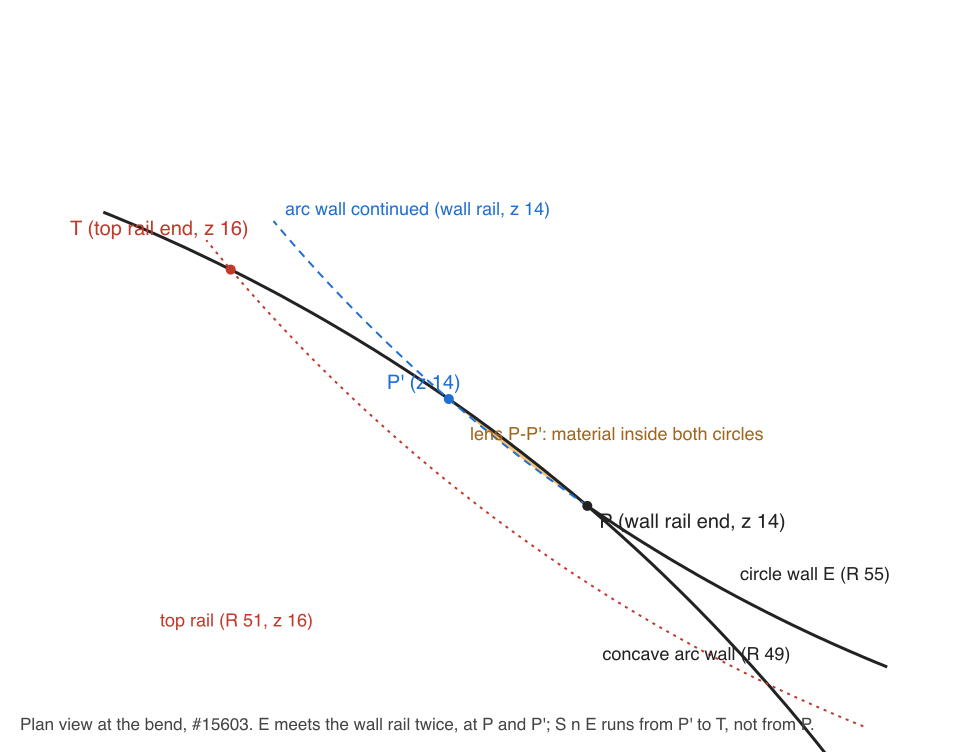 arc wall continued (wall rail, z 14)
T (top rail end, z 16)
P' (z 14)
lens P-P': material inside both circles
P (wall rail end, z 14)
circle wall E (R 55)
top rail (R 51, z 16)
concave arc wall (R 49)
Plan view at the bend, #15603. E meets the wall rail twice, at P and P'; S n E runs from P' to T, not from P.